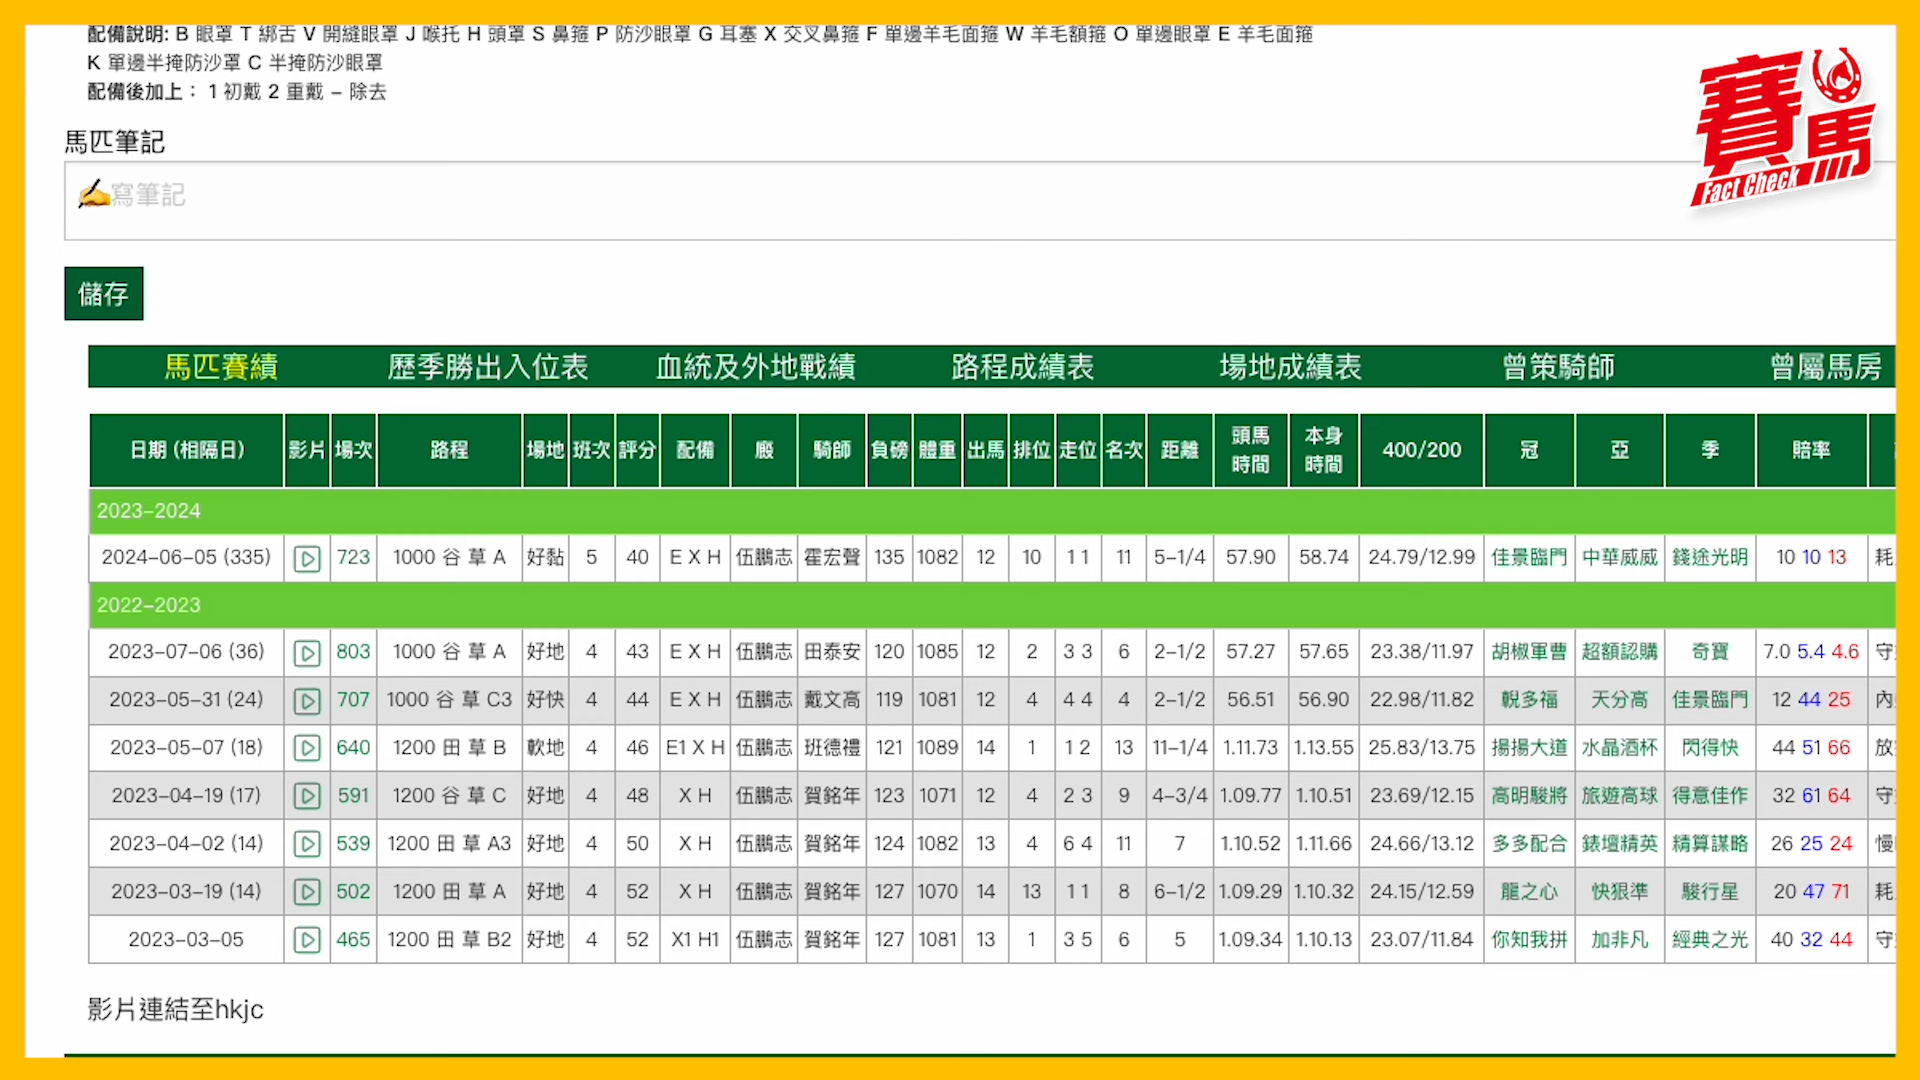 配備說明: B 眼罩 T 綁舌 V 開縫眼罩 J 喉托 H 頭罩 S 鼻箍 P 防沙眼罩 G 耳塞 X 交叉鼻箍 F 單邊羊毛面箍 W 羊毛額箍 O 單邊眼罩 E 羊毛面箍
K 單邊半掩防沙罩 C 半掩防沙眼罩
配備後加上： 1 初戴 2 重戴 – 除去
賽馬
Fact Check
馬匹筆記
✍寫筆記
儲存
馬匹賽績 歷季勝出入位表 血統及外地戰績 路程成績表 場地成績表 曾策騎師 曾屬馬房
日期 (相隔日) 影片 場次 路程 場地 班次 評分 配備 廄 騎師 負磅 體重 出馬 排位 走位 名次 距離 頭馬時間 本身時間 400/200 冠 亞 季 賠率
2023–2024
2024–06–05 (335) 723 1000 谷 草 A 好黏 5 40 E X H 伍鵬志 霍宏聲 135 1082 12 10 1 1 11 5–1/4 57.90 58.74 24.79/12.99 佳景臨門 中華威威 錢途光明 10 10 13 耗
2022–2023
2023–07–06 (36) 803 1000 谷 草 A 好地 4 43 E X H 伍鵬志 田泰安 120 1085 12 2 3 3 6 2–1/2 57.27 57.65 23.38/11.97 胡椒軍曹 超額認購 奇寶 7.0 5.4 4.6 守
2023–05–31 (24) 707 1000 谷 草 C3 好快 4 44 E X H 伍鵬志 戴文高 119 1081 12 4 4 4 4 2–1/2 56.51 56.90 22.98/11.82 輗多福 天分高 佳景臨門 12 44 25 內
2023–05–07 (18) 640 1200 田 草 B 軟地 4 46 E1 X H 伍鵬志 班德禮 121 1089 14 1 1 2 13 11–1/4 1.11.73 1.13.55 25.83/13.75 揚揚大道 水晶酒杯 閃得快 44 51 66 放
2023–04–19 (17) 591 1200 谷 草 C 好地 4 48 X H 伍鵬志 賀銘年 123 1071 12 4 2 3 9 4–3/4 1.09.77 1.10.51 23.69/12.15 高明駿將 旅遊高球 得意佳作 32 61 64 守
2023–04–02 (14) 539 1200 田 草 A3 好地 4 50 X H 伍鵬志 賀銘年 124 1082 13 4 6 4 11 7 1.10.52 1.11.66 24.66/13.12 多多配合 錶壇精英 精算謀略 26 25 24 慢
2023–03–19 (14) 502 1200 田 草 A 好地 4 52 X H 伍鵬志 賀銘年 127 1070 14 13 1 1 8 6–1/2 1.09.29 1.10.32 24.15/12.59 龍之心 快狠準 駿行星 20 47 71 耗
2023–03–05 465 1200 田 草 B2 好地 4 52 X1 H1 伍鵬志 賀銘年 127 1081 13 1 3 5 6 5 1.09.34 1.10.13 23.07/11.84 你知我拼 加非凡 經典之光 40 32 44 守
影片連結至hkjc